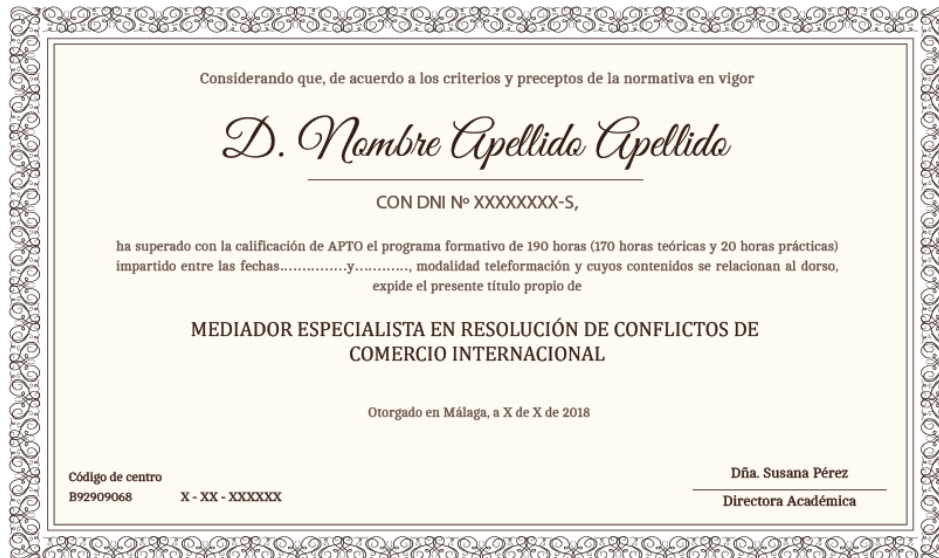 Considerando que, de acuerdo a los criterios y preceptos de la normativa en vigor
D. Nombre Apellido Apellido
CON DNI Nº XXXXXXXX-S,
ha superado con la calificación de APTO el programa formativo de 190 horas (170 horas teóricas y 20 horas prácticas)
impartido entre las fechas...............y............, modalidad teleformación y cuyos contenidos se relacionan al dorso,
expide el presente título propio de
MEDIADOR ESPECIALISTA EN RESOLUCIÓN DE CONFLICTOS DE
COMERCIO INTERNACIONAL
Otorgado en Málaga, a X de X de 2018
Código de centro
B92909068 X - XX - XXXXXX
Dña. Susana Pérez
Directora Académica